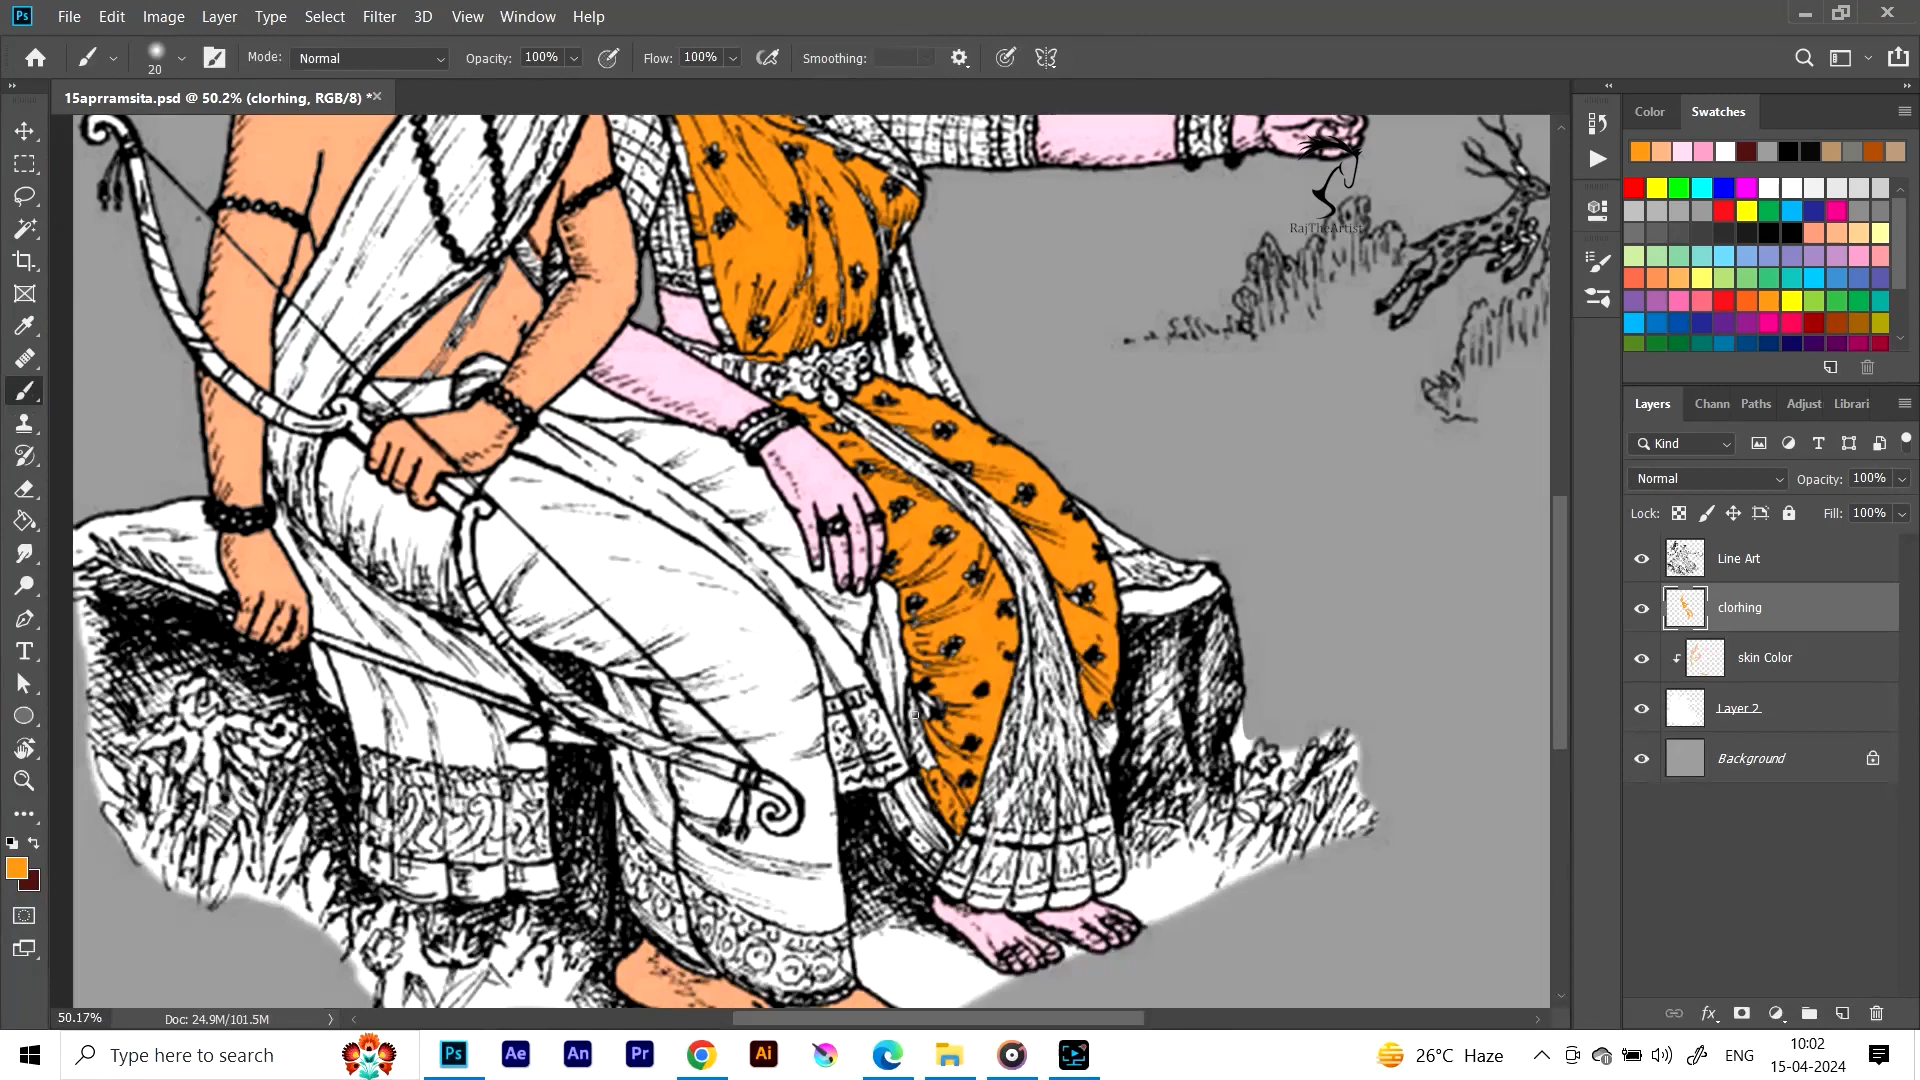 Ps File Edit Image Layer Type Select Filter 3D View Window Help
20 Mode: Normal Opacity: 100% Flow: 100% Smoothing:
15aprramsita.psd @ 50.2% (clorhing, RGB/8) *
Color Swatches
RajTheArtist
Layers Chann Paths Adjust Librari
Kind
Normal Opacity: 100%
Lock: Fill: 100%
Line Art
clorhing
skin Color
Layer 2
Background
50.17% Doc: 24.9M/101.5M
Type here to search Ps Ae An Pr Ai 26°C Haze ENG 10:02
15-04-2024